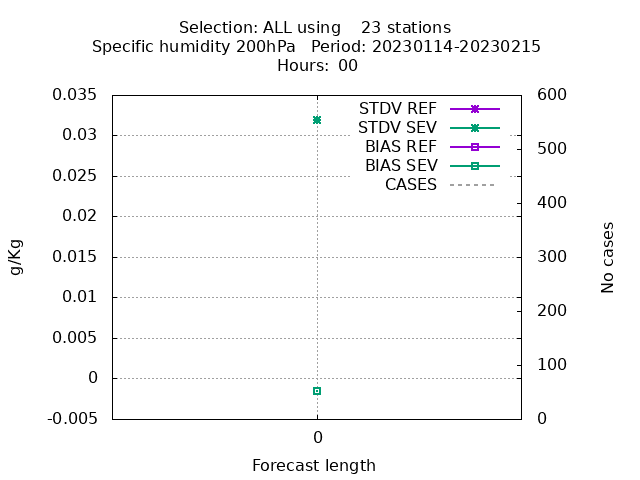 Selection: ALL using    23 stations
Specific humidity 200hPa   Period: 20230114-20230215
Hours:  00
0.035
0.03
0.025
0.02
0.015
0.01
0.005
0
-0.005
g/Kg
STDV REF
STDV SEV
BIAS REF
BIAS SEV
CASES
600
500
400
300
200
100
0
No cases
0
Forecast length